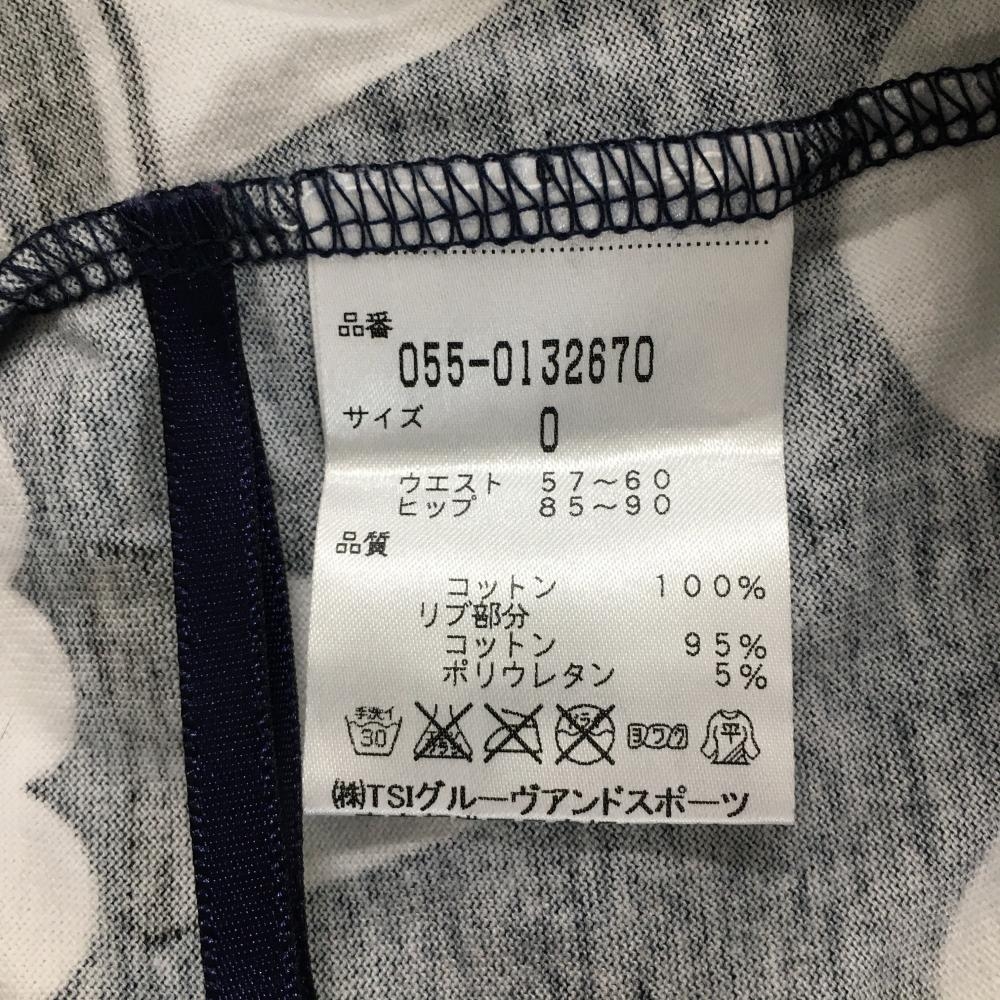 品番
055-0132670
サイズ
0
ウエスト 57～60
ヒップ 85～90
品質
コットン 100%
リブ部分
コットン 95%
ポリウレタン 5%
手洗イ 30 ヨワク 平
㈱TSIグルーヴアンドスポーツ